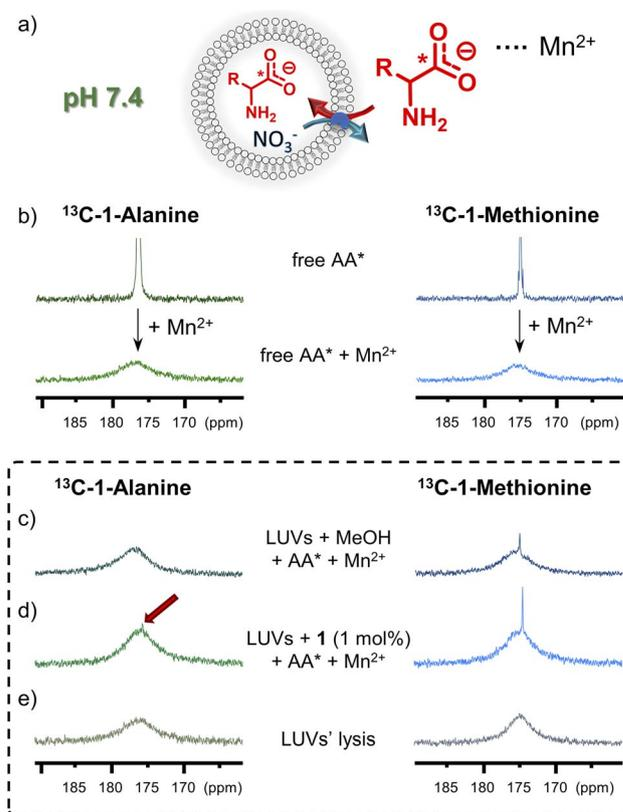 a)
R
*
O
⊖
O
NH₂
R
*
O
⊖
O
NH₂
···· Mn²⁺
pH 7.4
NO₃⁻
b)
¹³C-1-Alanine
¹³C-1-Methionine
free AA*
+ Mn²⁺
+ Mn²⁺
free AA* + Mn²⁺
185 180 175 170 (ppm)
185 180 175 170 (ppm)
¹³C-1-Alanine
¹³C-1-Methionine
c)
LUVs + MeOH
+ AA* + Mn²⁺
d)
LUVs + 1 (1 mol%)
+ AA* + Mn²⁺
e)
LUVs' lysis
185 180 175 170 (ppm)
185 180 175 170 (ppm)